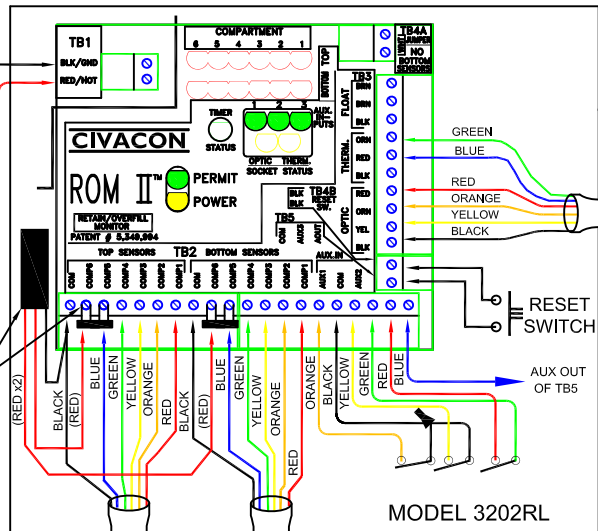 TB1
BLK/GND
RED/HOT
COMPARTMENT
6 5 4 3 2 1
TOP
BOTTOM
TB4A
JUMPER
NO
BOTTOM
SENSORS
TB3
FLOAT
BRN
BRN
BLK
THERM.
ORN
RED
BLK
OPTIC
RED
ORN
YEL
BLK
TIMER
STATUS
1 2 3
AUX.
INPUTS
OPTIC SOCKET
THERM. STATUS
CIVACON
ROM II™
PERMIT
POWER
RETAIN/OVERFILL
MONITOR
PATENT # 5,349,994
BLK
BLK
TB4B
RESET
SW.
TB5
COM
AUX3
AOUT
TB2
TOP SENSORS
BOTTOM SENSORS
AUX.IN
COM COMP6 COMP5 COMP4 COMP3 COMP2 COMP1 COM COMP6 COMP5 COMP4 COMP3 COMP2 COMP1 AUX1 COM AUX2
GREEN
BLUE
RED
ORANGE
YELLOW
BLACK
RESET
SWITCH
AUX OUT
OF TB5
(RED x2)
BLACK
(RED)
BLUE
GREEN
YELLOW
ORANGE
RED
BLACK
(RED)
BLUE
GREEN
YELLOW
ORANGE
RED
ORANGE
BLACK
YELLOW
GREEN
RED
BLUE
MODEL 3202RL